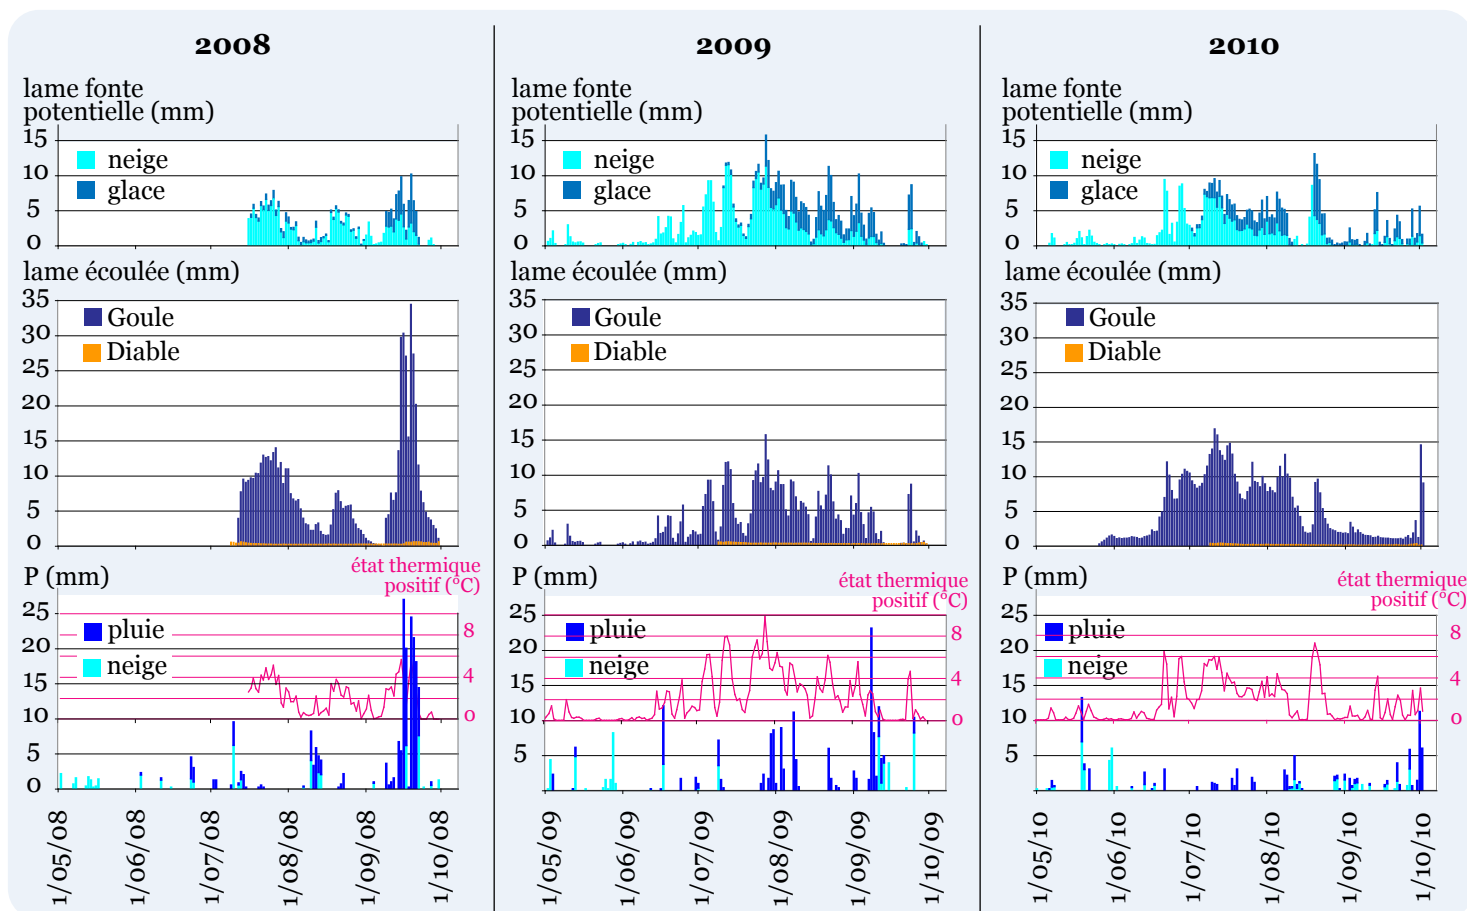 2008
lame fonte
potentielle (mm)
15
10
5
0
neige
glace
lame écoulée (mm)
35
30
25
20
15
10
5
0
Goule
Diable
P (mm)
état thermique
positif (°C)
25
20
15
10
5
0
pluie
neige
8
4
0
1/05/08
1/06/08
1/07/08
1/08/08
1/09/08
1/10/08
2009
lame fonte
potentielle (mm)
15
10
5
0
neige
glace
lame écoulée (mm)
35
30
25
20
15
10
5
0
Goule
Diable
P (mm)
état thermique
positif (°C)
25
20
15
10
5
pluie
neige
8
4
0
1/05/09
1/06/09
1/07/09
1/08/09
1/09/09
1/10/09
2010
lame fonte
potentielle (mm)
15
10
5
0
neige
glace
lame écoulée (mm)
35
30
25
20
15
10
5
0
Goule
Diable
P (mm)
état thermique
positif (°C)
25
20
15
10
5
pluie
neige
8
4
0
1/05/10
1/06/10
1/07/10
1/08/10
1/09/10
1/10/10